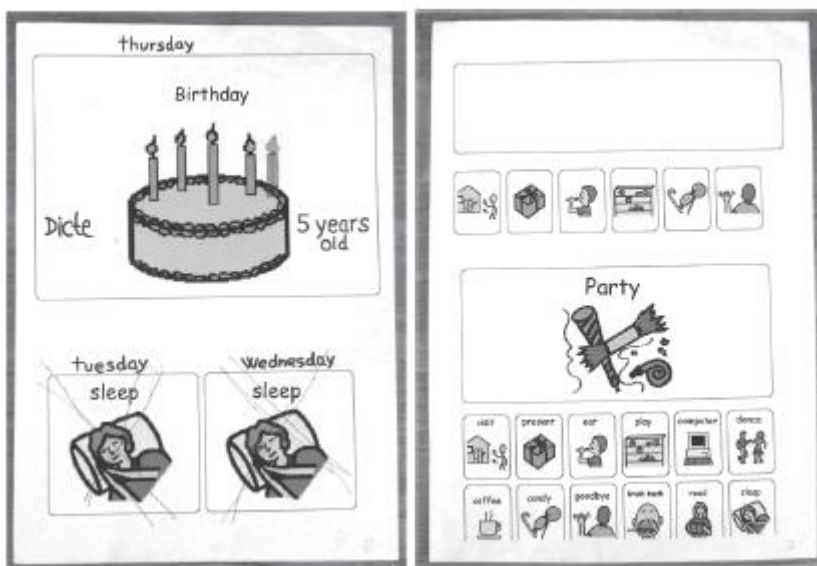 thursday
Birthday
Dicte
5 years
old
tuesday
wednesday
sleep
sleep
Party
visit
present
eat
play
computer
dance
coffee
candy
goodbye
brush teeth
read
sleep